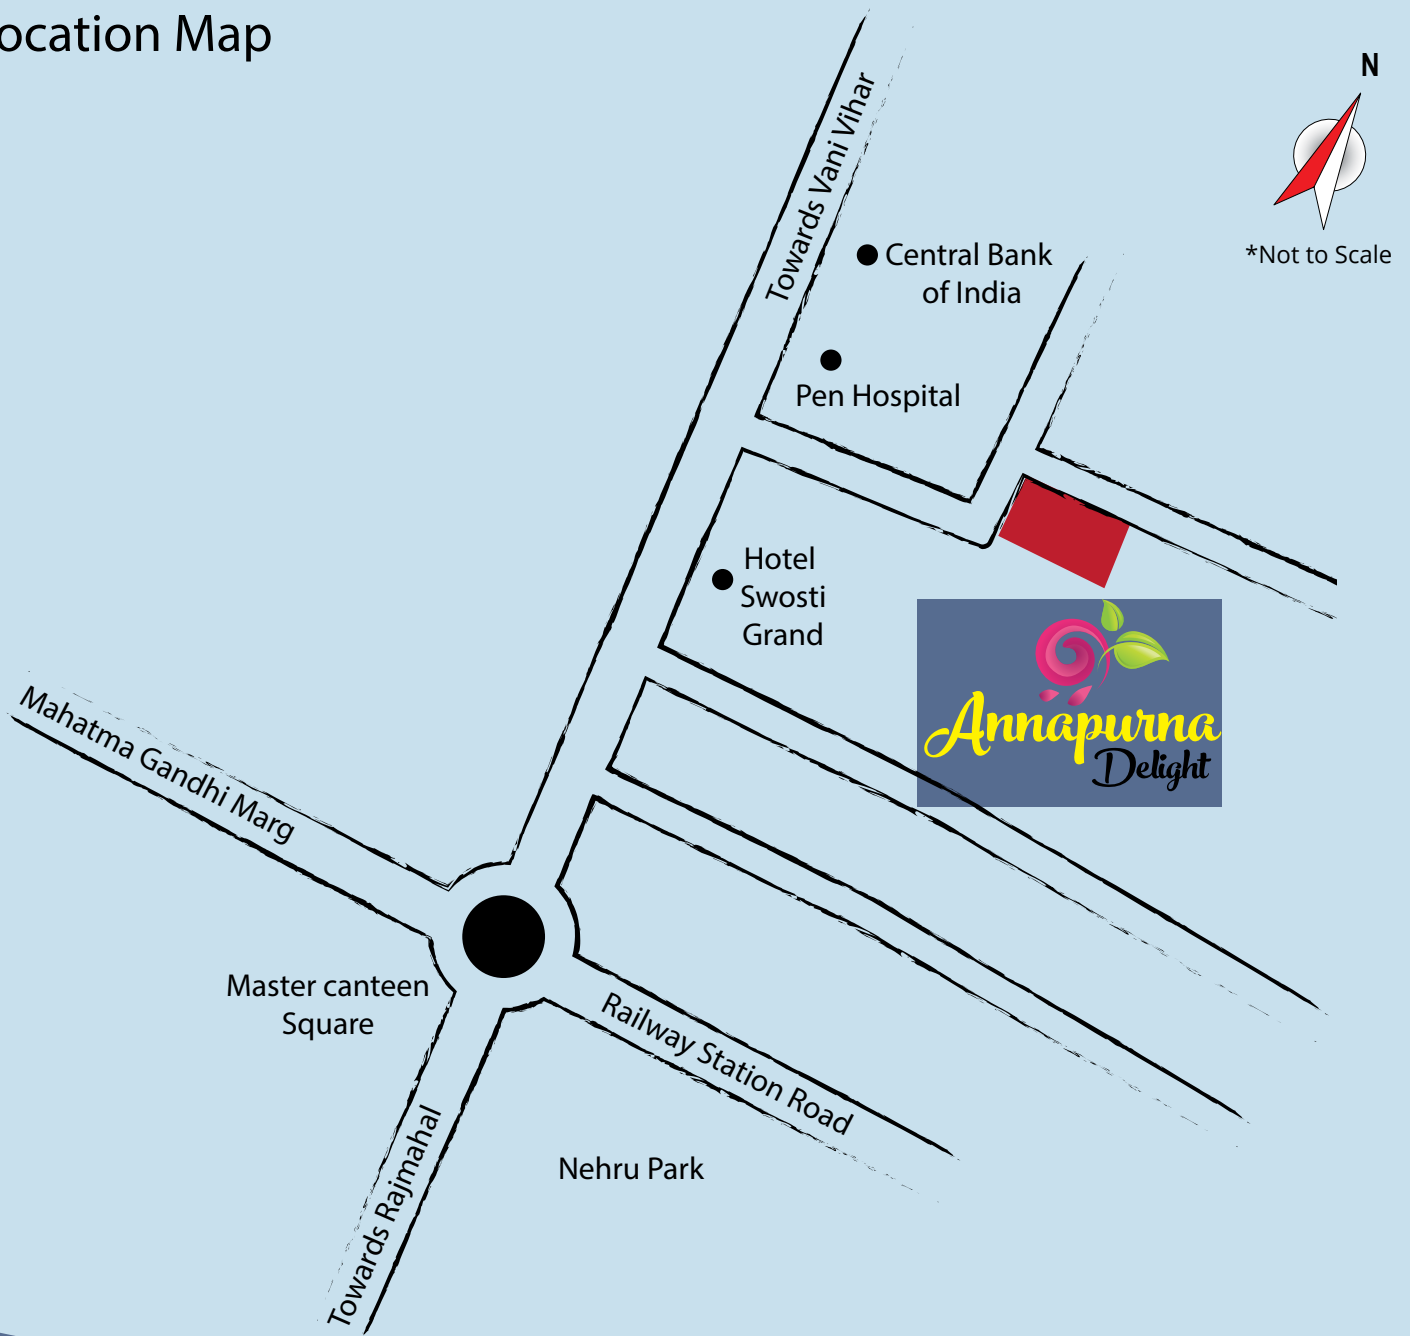 ocation Map
N
*Not to Scale
Towards Vani Vihar
Central Bank
of India
Pen Hospital
Hotel
Swosti
Grand
Annapurna
Delight
Mahatma Gandhi Marg
Master canteen
Square
Railway Station Road
Nehru Park
Towards Rajmahal